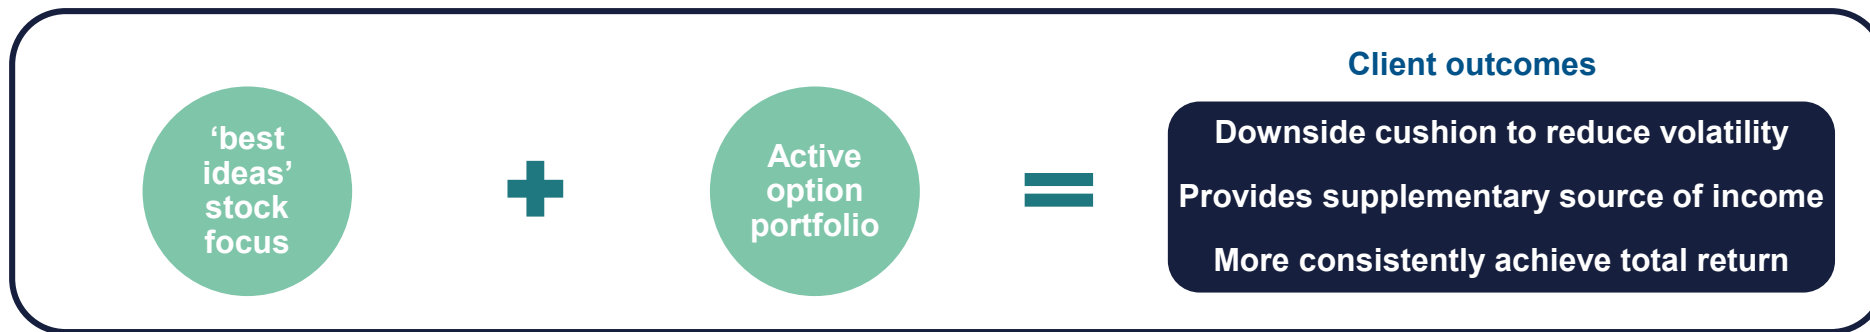 ‘best
ideas’
stock
focus
Active
option
portfolio
Client outcomes
Downside cushion to reduce volatility
Provides supplementary source of income
More consistently achieve total return